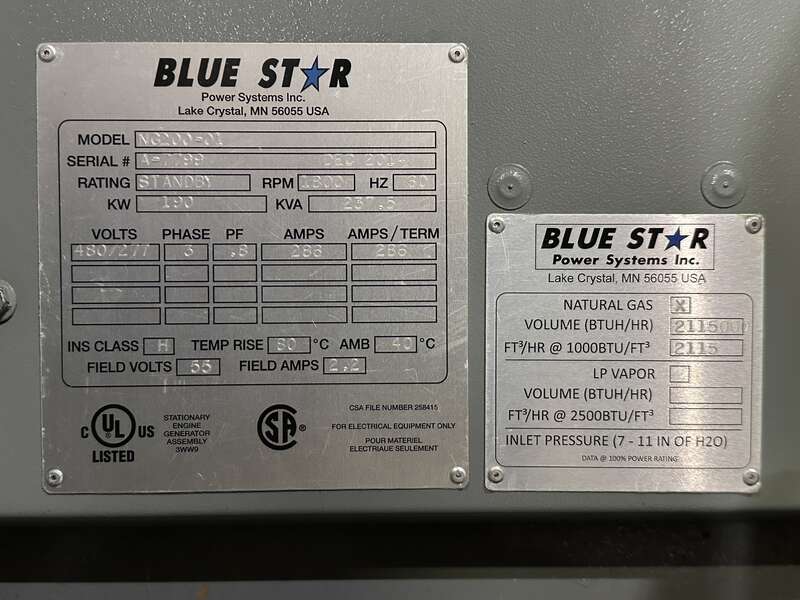 BLUE STAR
Power Systems Inc.
Lake Crystal, MN 56055 USA
MODEL NG200-01
SERIAL # A-7799 DEC 2014
RATING STANDBY RPM 1800 HZ 60
KW 190 KVA 237.5
VOLTS PHASE PF AMPS AMPS/TERM
480/277 3 .8 286 286
INS CLASS H TEMP RISE 80 °C AMB 40 °C
FIELD VOLTS 55 FIELD AMPS 2.2
C UL US
LISTED
STATIONARY
ENGINE
GENERATOR
ASSEMBLY
3WW9
CSA FILE NUMBER 258415
FOR ELECTRICAL EQUIPMENT ONLY
POUR MATERIEL
ELECTRIAUE SEULEMENT
BLUE STAR
Power Systems Inc.
Lake Crystal, MN 56055 USA
NATURAL GAS X
VOLUME (BTUH/HR) 2115000
FT³/HR @ 1000BTU/FT³ 2115
LP VAPOR
VOLUME (BTUH/HR)
FT³/HR @ 2500BTU/FT³
INLET PRESSURE (7 - 11 IN OF H2O)
DATA @ 100% POWER RATING